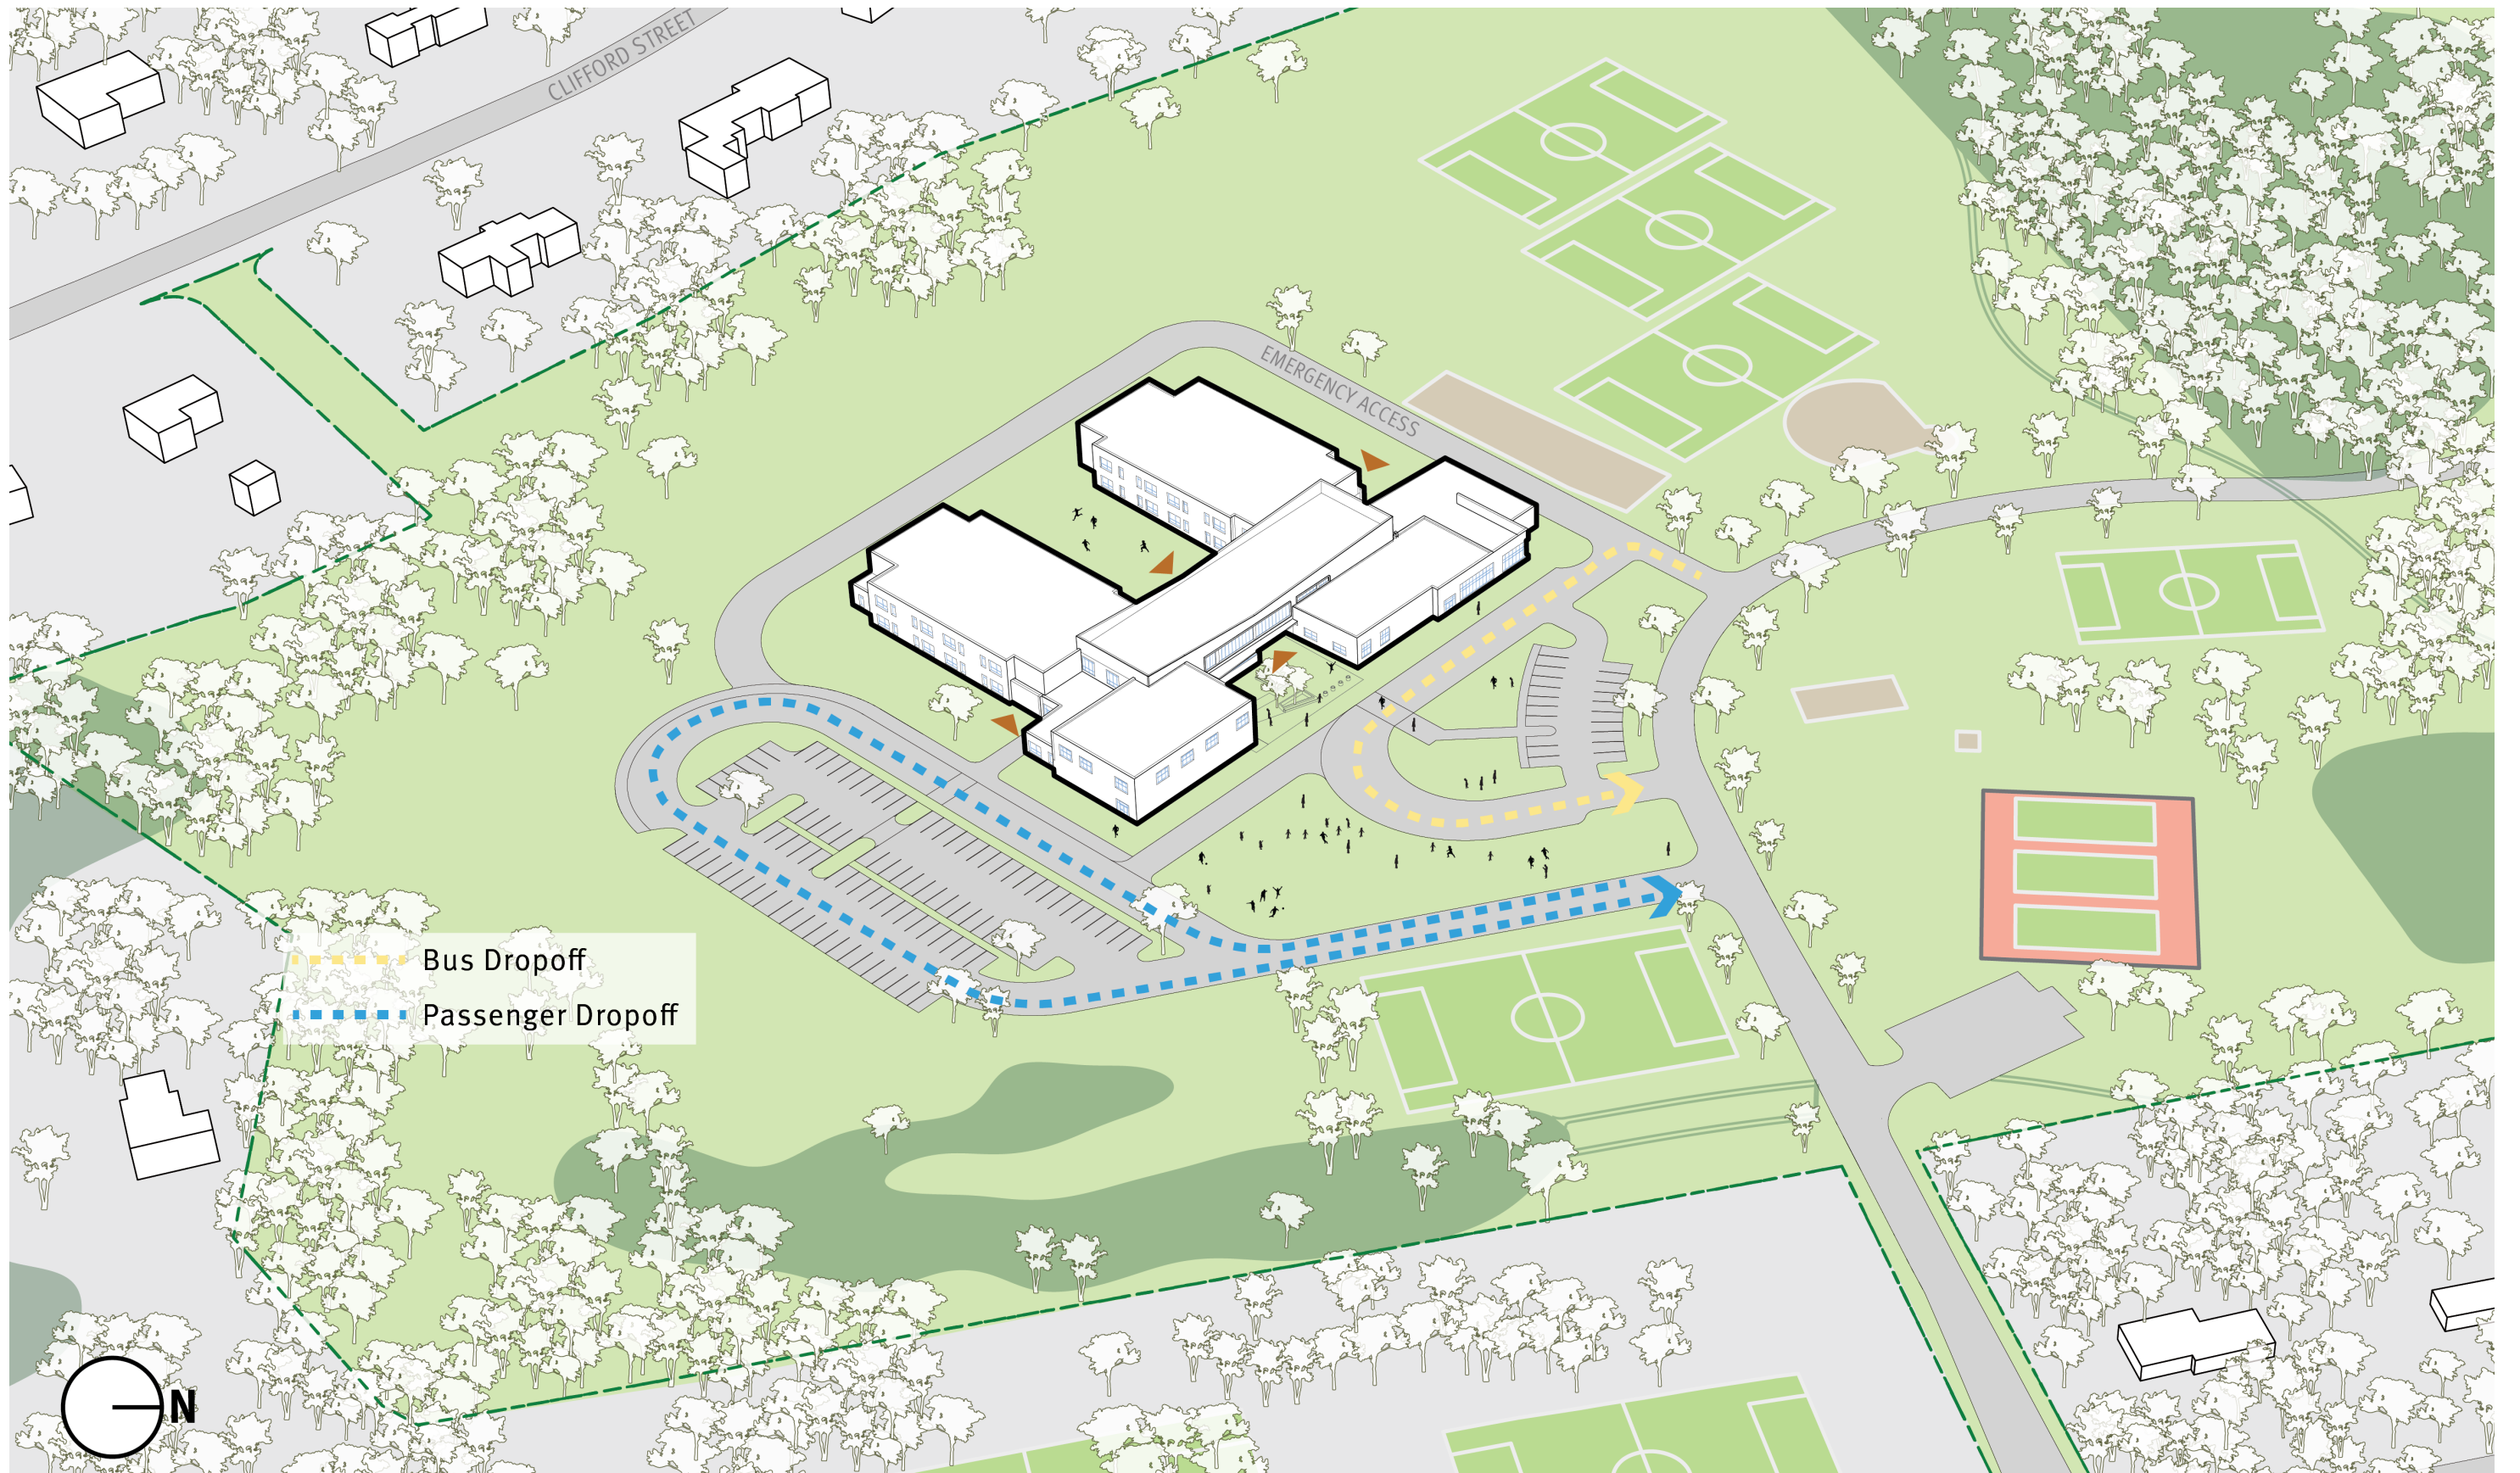 CLIFFORD STREET
EMERGENCY ACCESS
Bus Dropoff
Passenger Dropoff
N